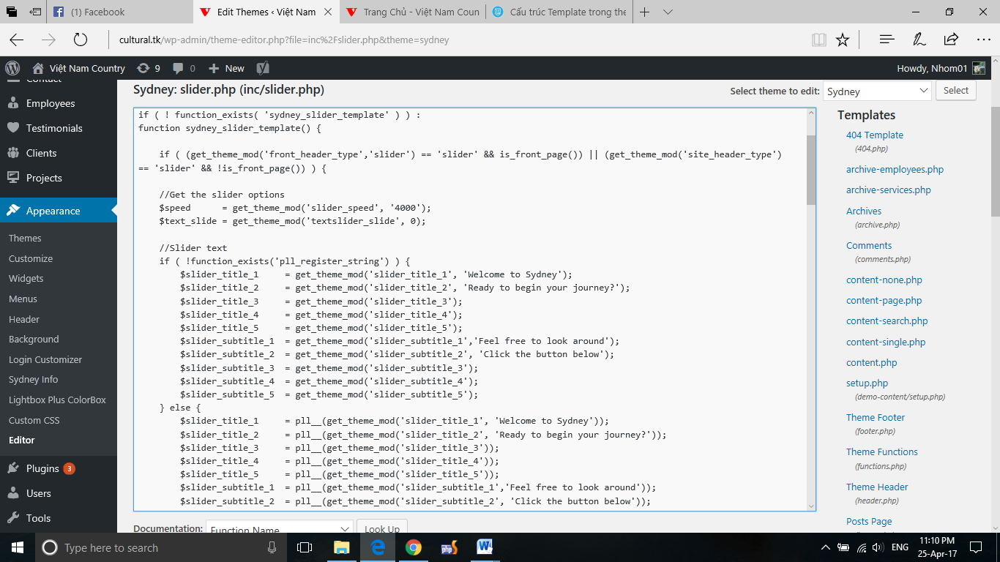 (1) Facebook
Edit Themes ‹ Việt Nam
Trang Chủ - Việt Nam Coun
Cấu trúc Template trong the
cultural.tk/wp-admin/theme-editor.php?file=inc%2Fslider.php&theme=sydney
Việt Nam Country
9
0
New
Howdy, Nhom01
Contact
Employees
Testimonials
Clients
Projects
Appearance
Themes
Customize
Widgets
Menus
Header
Background
Login Customizer
Sydney Info
Lightbox Plus ColorBox
Custom CSS
Editor
Plugins 3
Users
Tools
Sydney: slider.php (inc/slider.php)
Select theme to edit: Sydney Select
if ( ! function_exists( 'sydney_slider_template' ) ) :
function sydney_slider_template() {
if ( (get_theme_mod('front_header_type','slider') == 'slider' && is_front_page()) || (get_theme_mod('site_header_type')
== 'slider' && !is_front_page()) ) {
//Get the slider options
$speed = get_theme_mod('slider_speed', '4000');
$text_slide = get_theme_mod('textslider_slide', 0);
//Slider text
if ( !function_exists('pll_register_string') ) {
$slider_title_1 = get_theme_mod('slider_title_1', 'Welcome to Sydney');
$slider_title_2 = get_theme_mod('slider_title_2', 'Ready to begin your journey?');
$slider_title_3 = get_theme_mod('slider_title_3');
$slider_title_4 = get_theme_mod('slider_title_4');
$slider_title_5 = get_theme_mod('slider_title_5');
$slider_subtitle_1 = get_theme_mod('slider_subtitle_1','Feel free to look around');
$slider_subtitle_2 = get_theme_mod('slider_subtitle_2', 'Click the button below');
$slider_subtitle_3 = get_theme_mod('slider_subtitle_3');
$slider_subtitle_4 = get_theme_mod('slider_subtitle_4');
$slider_subtitle_5 = get_theme_mod('slider_subtitle_5');
} else {
$slider_title_1 = pll__(get_theme_mod('slider_title_1', 'Welcome to Sydney'));
$slider_title_2 = pll__(get_theme_mod('slider_title_2', 'Ready to begin your journey?'));
$slider_title_3 = pll__(get_theme_mod('slider_title_3'));
$slider_title_4 = pll__(get_theme_mod('slider_title_4'));
$slider_title_5 = pll__(get_theme_mod('slider_title_5'));
$slider_subtitle_1 = pll__(get_theme_mod('slider_subtitle_1','Feel free to look around'));
$slider_subtitle_2 = pll__(get_theme_mod('slider_subtitle_2', 'Click the button below'));
Documentation: Function Name Look Up
Templates
404 Template
(404.php)
archive-employees.php
archive-services.php
Archives
(archive.php)
Comments
(comments.php)
content-none.php
content-page.php
content-search.php
content-single.php
content.php
setup.php
(demo-content/setup.php)
Theme Footer
(footer.php)
Theme Functions
(functions.php)
Theme Header
(header.php)
Posts Page
Type here to search
php
ENG
11:10 PM
25-Apr-17